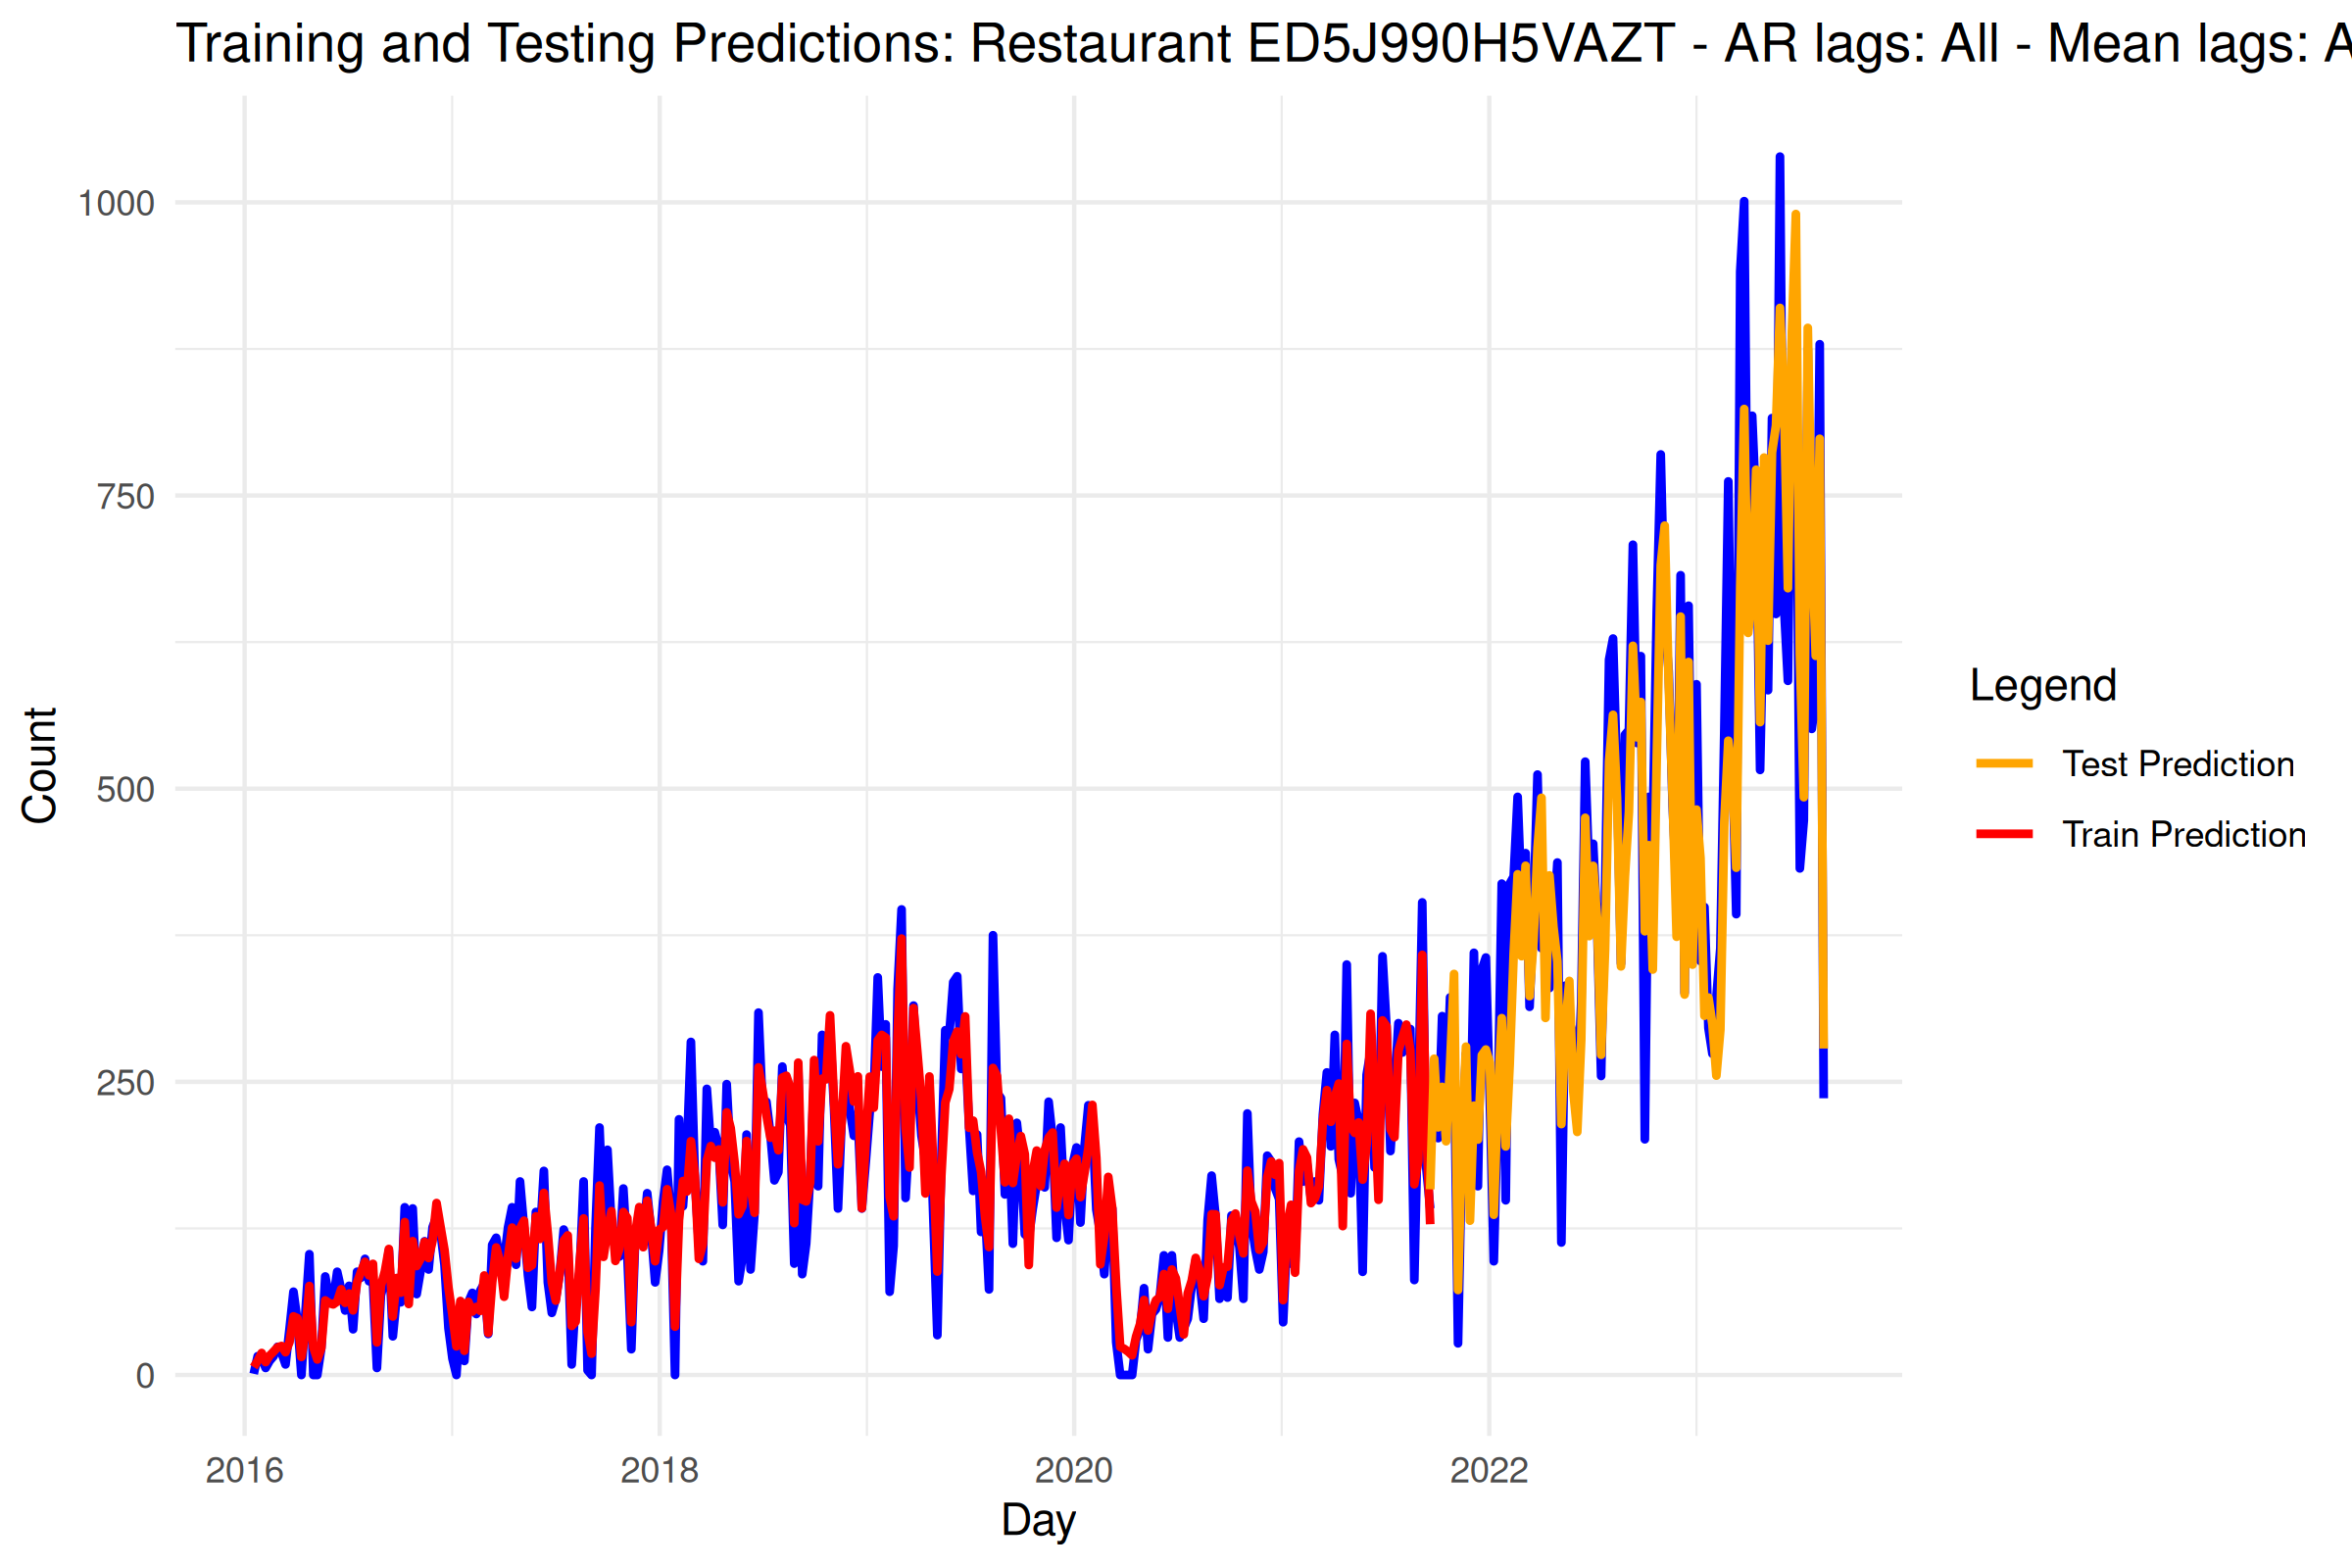 Training and Testing Predictions: Restaurant ED5J990H5VAZT - AR lags: All - Mean lags: A
1000
750
500
250
0
Count
2016
2018
2020
2022
Day
Legend
Test Prediction
Train Prediction